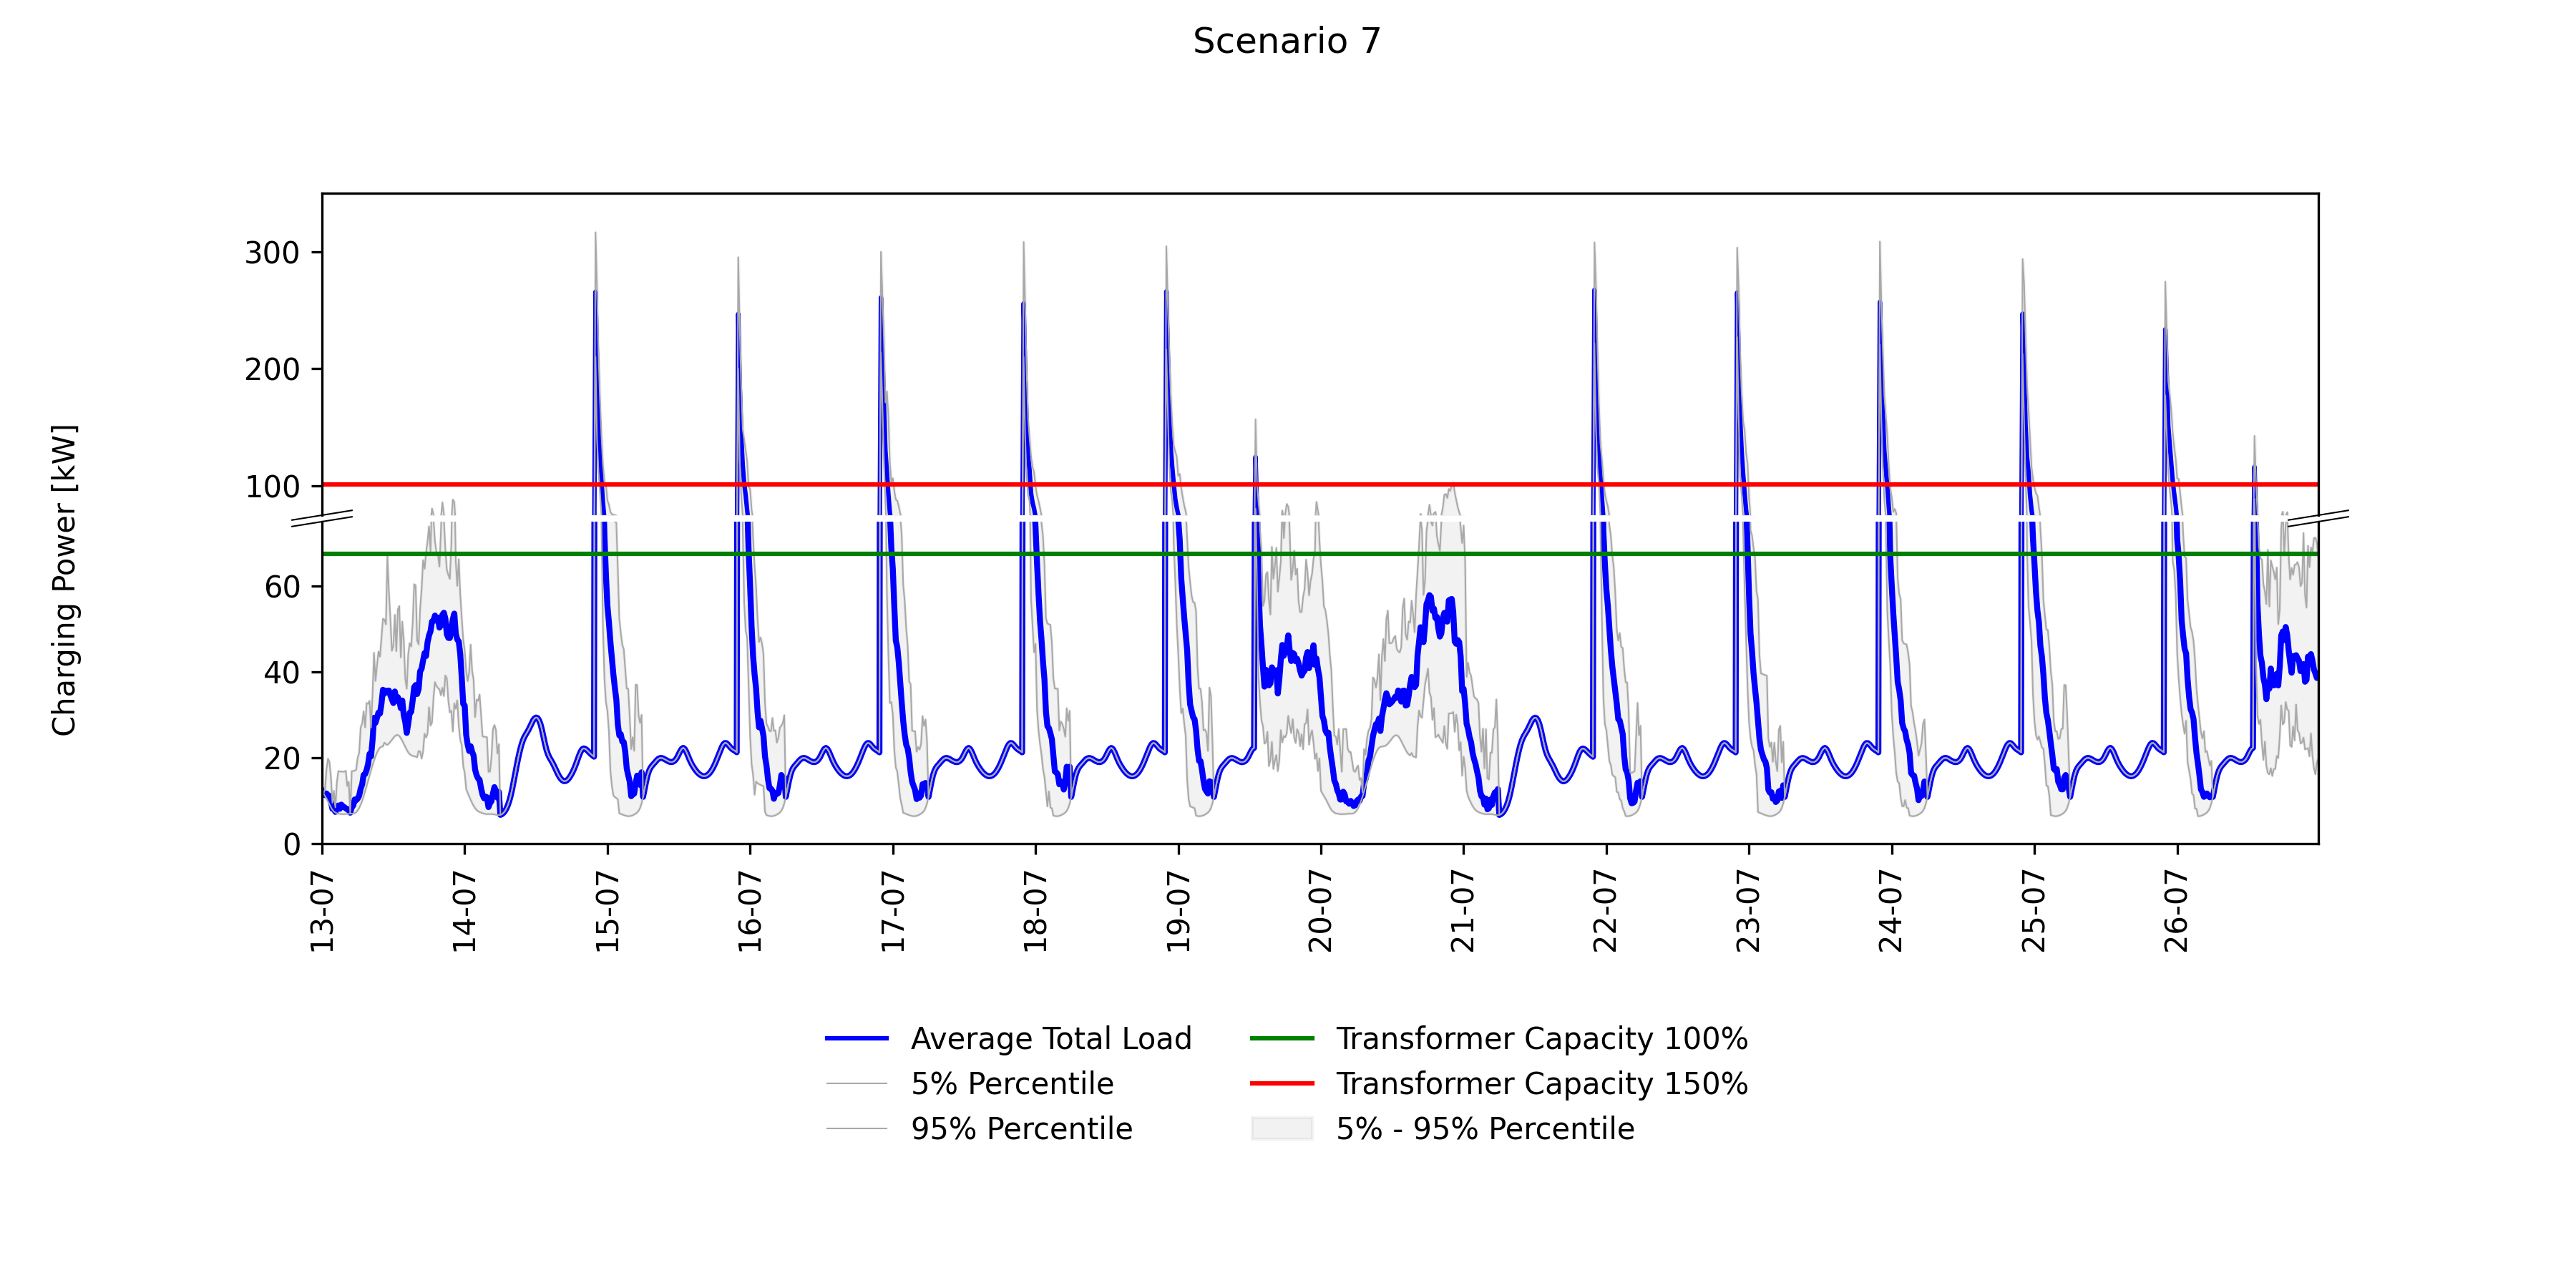 Scenario 7
Charging Power [kW]
300
200
100
60
40
20
0
13-07 14-07 15-07 16-07 17-07 18-07 19-07 20-07 21-07 22-07 23-07 24-07 25-07 26-07
Average Total Load
5% Percentile
95% Percentile
Transformer Capacity 100%
Transformer Capacity 150%
5% - 95% Percentile